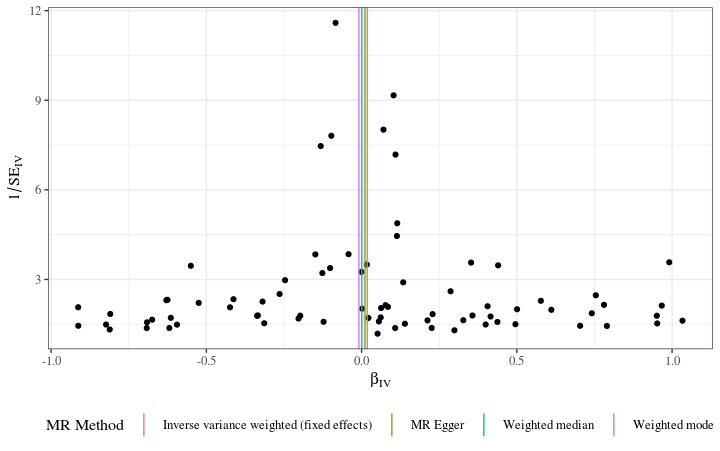 12
9
6
3
1/SE_IV
-1.0 -0.5 0.0 0.5 1.0
β_IV
MR Method Inverse variance weighted (fixed effects) MR Egger Weighted median Weighted mode